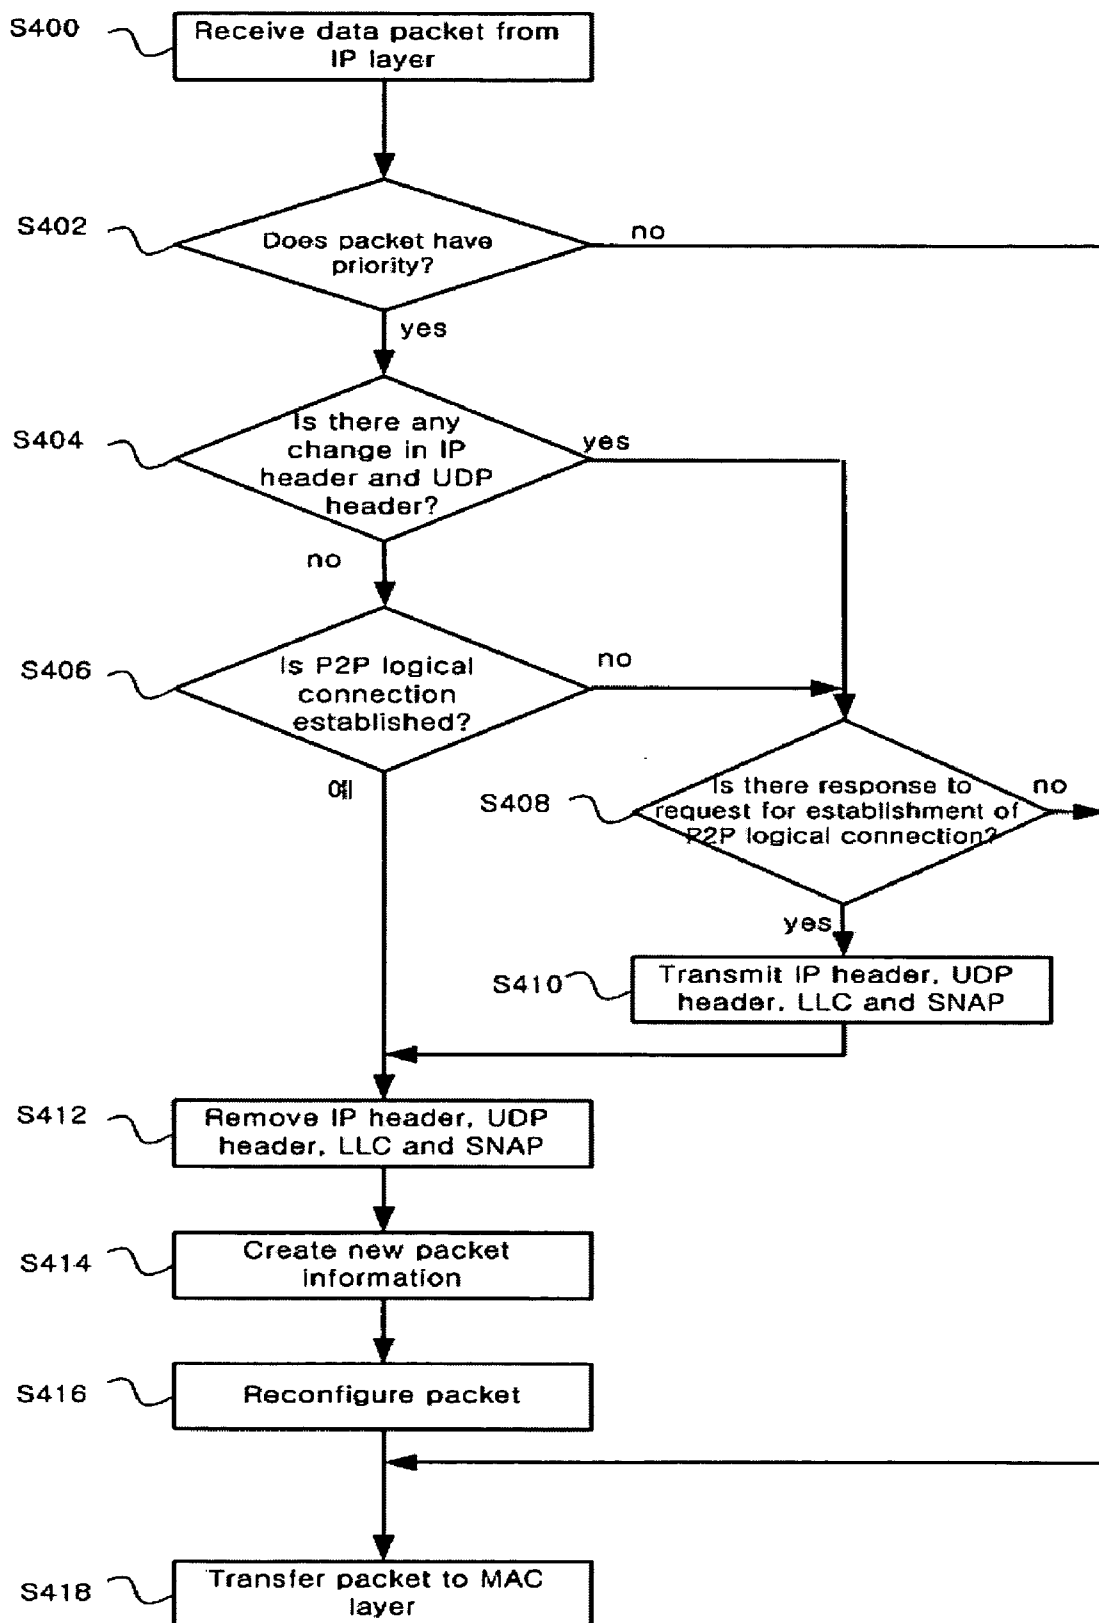 S400
Receive data packet from
IP layer
S402
Does packet have
priority?
no
yes
S404
Is there any
change in IP
header and UDP
header?
yes
no
S406
Is P2P logical
connection
established?
no
예
S408
Is there response to
request for establishment of
P2P logical connection?
no
yes
S410
Transmit IP header, UDP
header, LLC and SNAP
S412
Remove IP header, UDP
header, LLC and SNAP
S414
Create new packet
information
S416
Reconfigure packet
S418
Transfer packet to MAC
layer